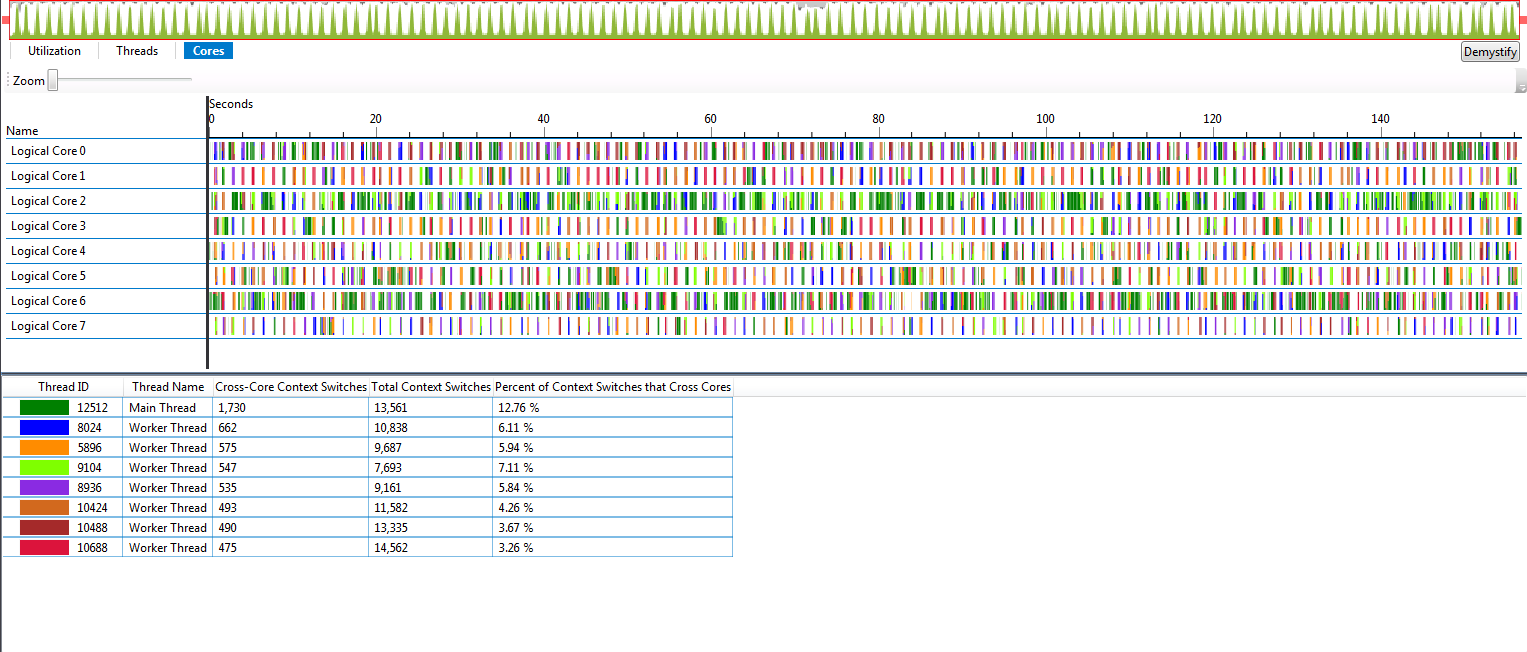 Utilization Threads Cores Demystify
Zoom
Seconds
0 20 40 60 80 100 120 140
Name
Logical Core 0
Logical Core 1
Logical Core 2
Logical Core 3
Logical Core 4
Logical Core 5
Logical Core 6
Logical Core 7
Thread ID Thread Name Cross-Core Context Switches Total Context Switches Percent of Context Switches that Cross Cores
12512 Main Thread 1,730 13,561 12.76 %
8024 Worker Thread 662 10,838 6.11 %
5896 Worker Thread 575 9,687 5.94 %
9104 Worker Thread 547 7,693 7.11 %
8936 Worker Thread 535 9,161 5.84 %
10424 Worker Thread 493 11,582 4.26 %
10488 Worker Thread 490 13,335 3.67 %
10688 Worker Thread 475 14,562 3.26 %